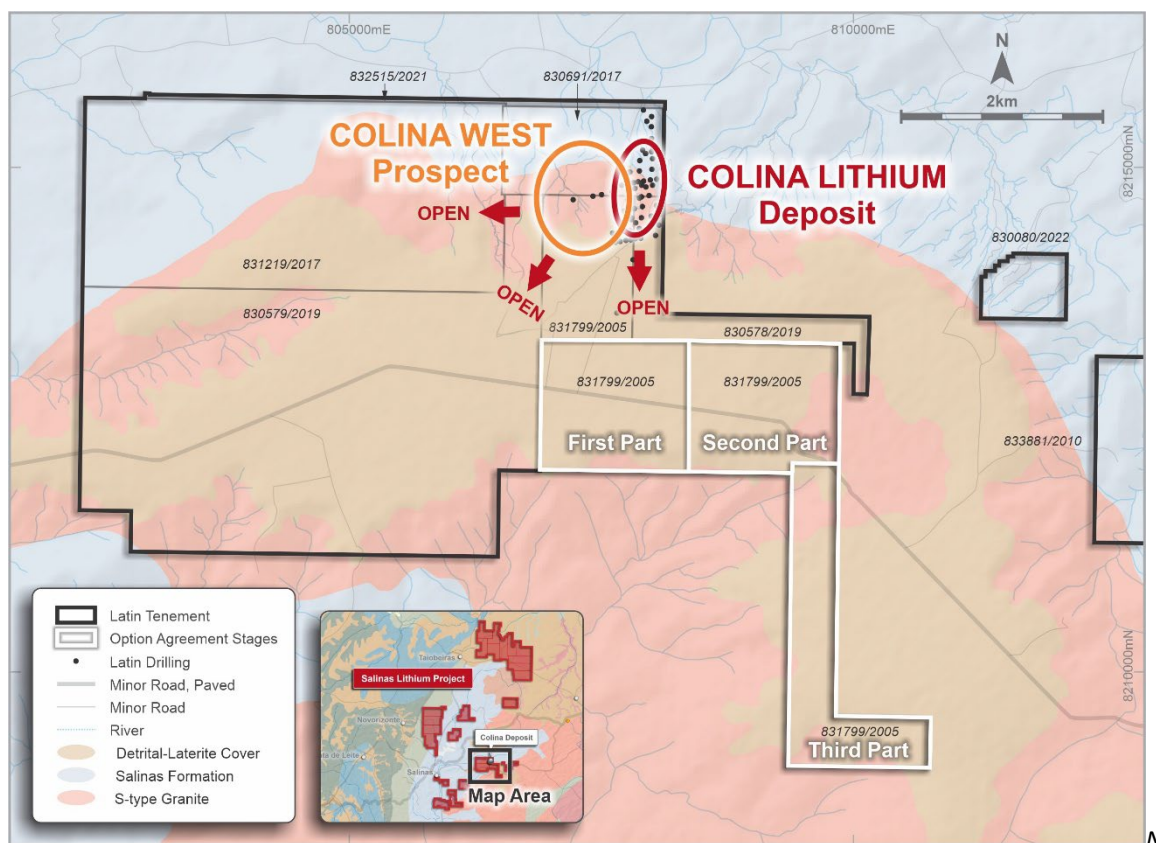 805000mE
810000mE
N
2km
832515/2021
830691/2017
COLINA WEST
Prospect
COLINA LITHIUM
Deposit
8215000mN
OPEN
OPEN
OPEN
830080/2022
831219/2017
830579/2019
831799/2005
830578/2019
831799/2005
831799/2005
First Part
Second Part
833881/2010
8210000mN
831799/2005
Third Part
Latin Tenement
Option Agreement Stages
Latin Drilling
Minor Road, Paved
Minor Road
River
Detrital-Laterite Cover
Salinas Formation
S-type Granite
Taiobeiras
Salinas Lithium Project
Novorizonte
ta de Leite
Colina Deposit
Salinas
Map Area